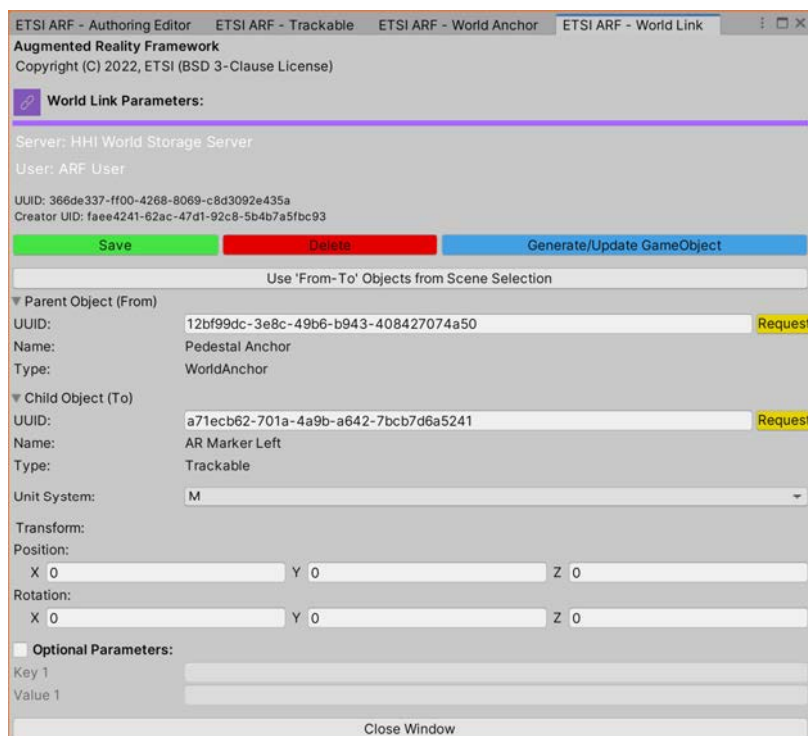 ETSI ARF - Authoring Editor ETSI ARF - Trackable ETSI ARF - World Anchor ETSI ARF - World Link
Augmented Reality Framework
Copyright (C) 2022, ETSI (BSD 3-Clause License)
World Link Parameters:
Server: HHI World Storage Server
User: ARF User
UUID: 366de337-ff00-4268-8069-c8d3092e435a
Creator UID: faee4241-62ac-47d1-92c8-5b4b7a5fbc93
Save Delete Generate/Update GameObject
Use 'From-To' Objects from Scene Selection
Parent Object (From)
UUID: 12bf99dc-3e8c-49b6-b943-408427074a50 Request
Name: Pedestal Anchor
Type: WorldAnchor
Child Object (To)
UUID: a71ecb62-701a-4a9b-a642-7bcb7d6a5241 Request
Name: AR Marker Left
Type: Trackable
Unit System: M
Transform:
Position:
X 0 Y 0 Z 0
Rotation:
X 0 Y 0 Z 0
Optional Parameters:
Key 1
Value 1
Close Window